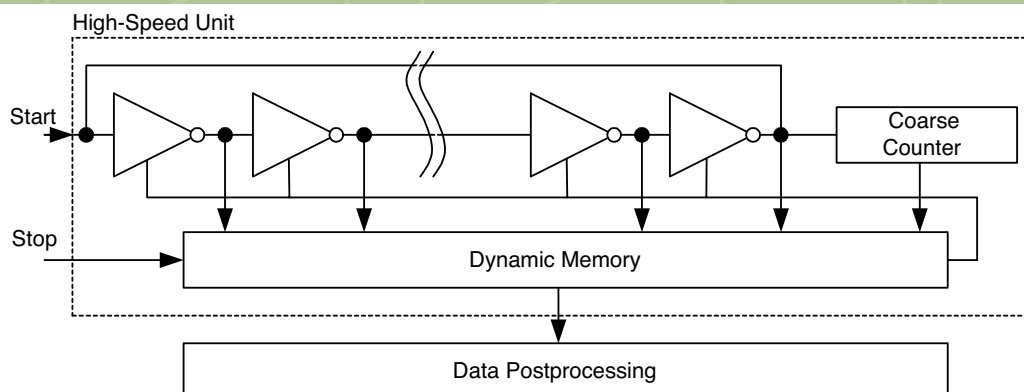 High-Speed Unit
Start
Coarse
Counter
Stop
Dynamic Memory
Data Postprocessing